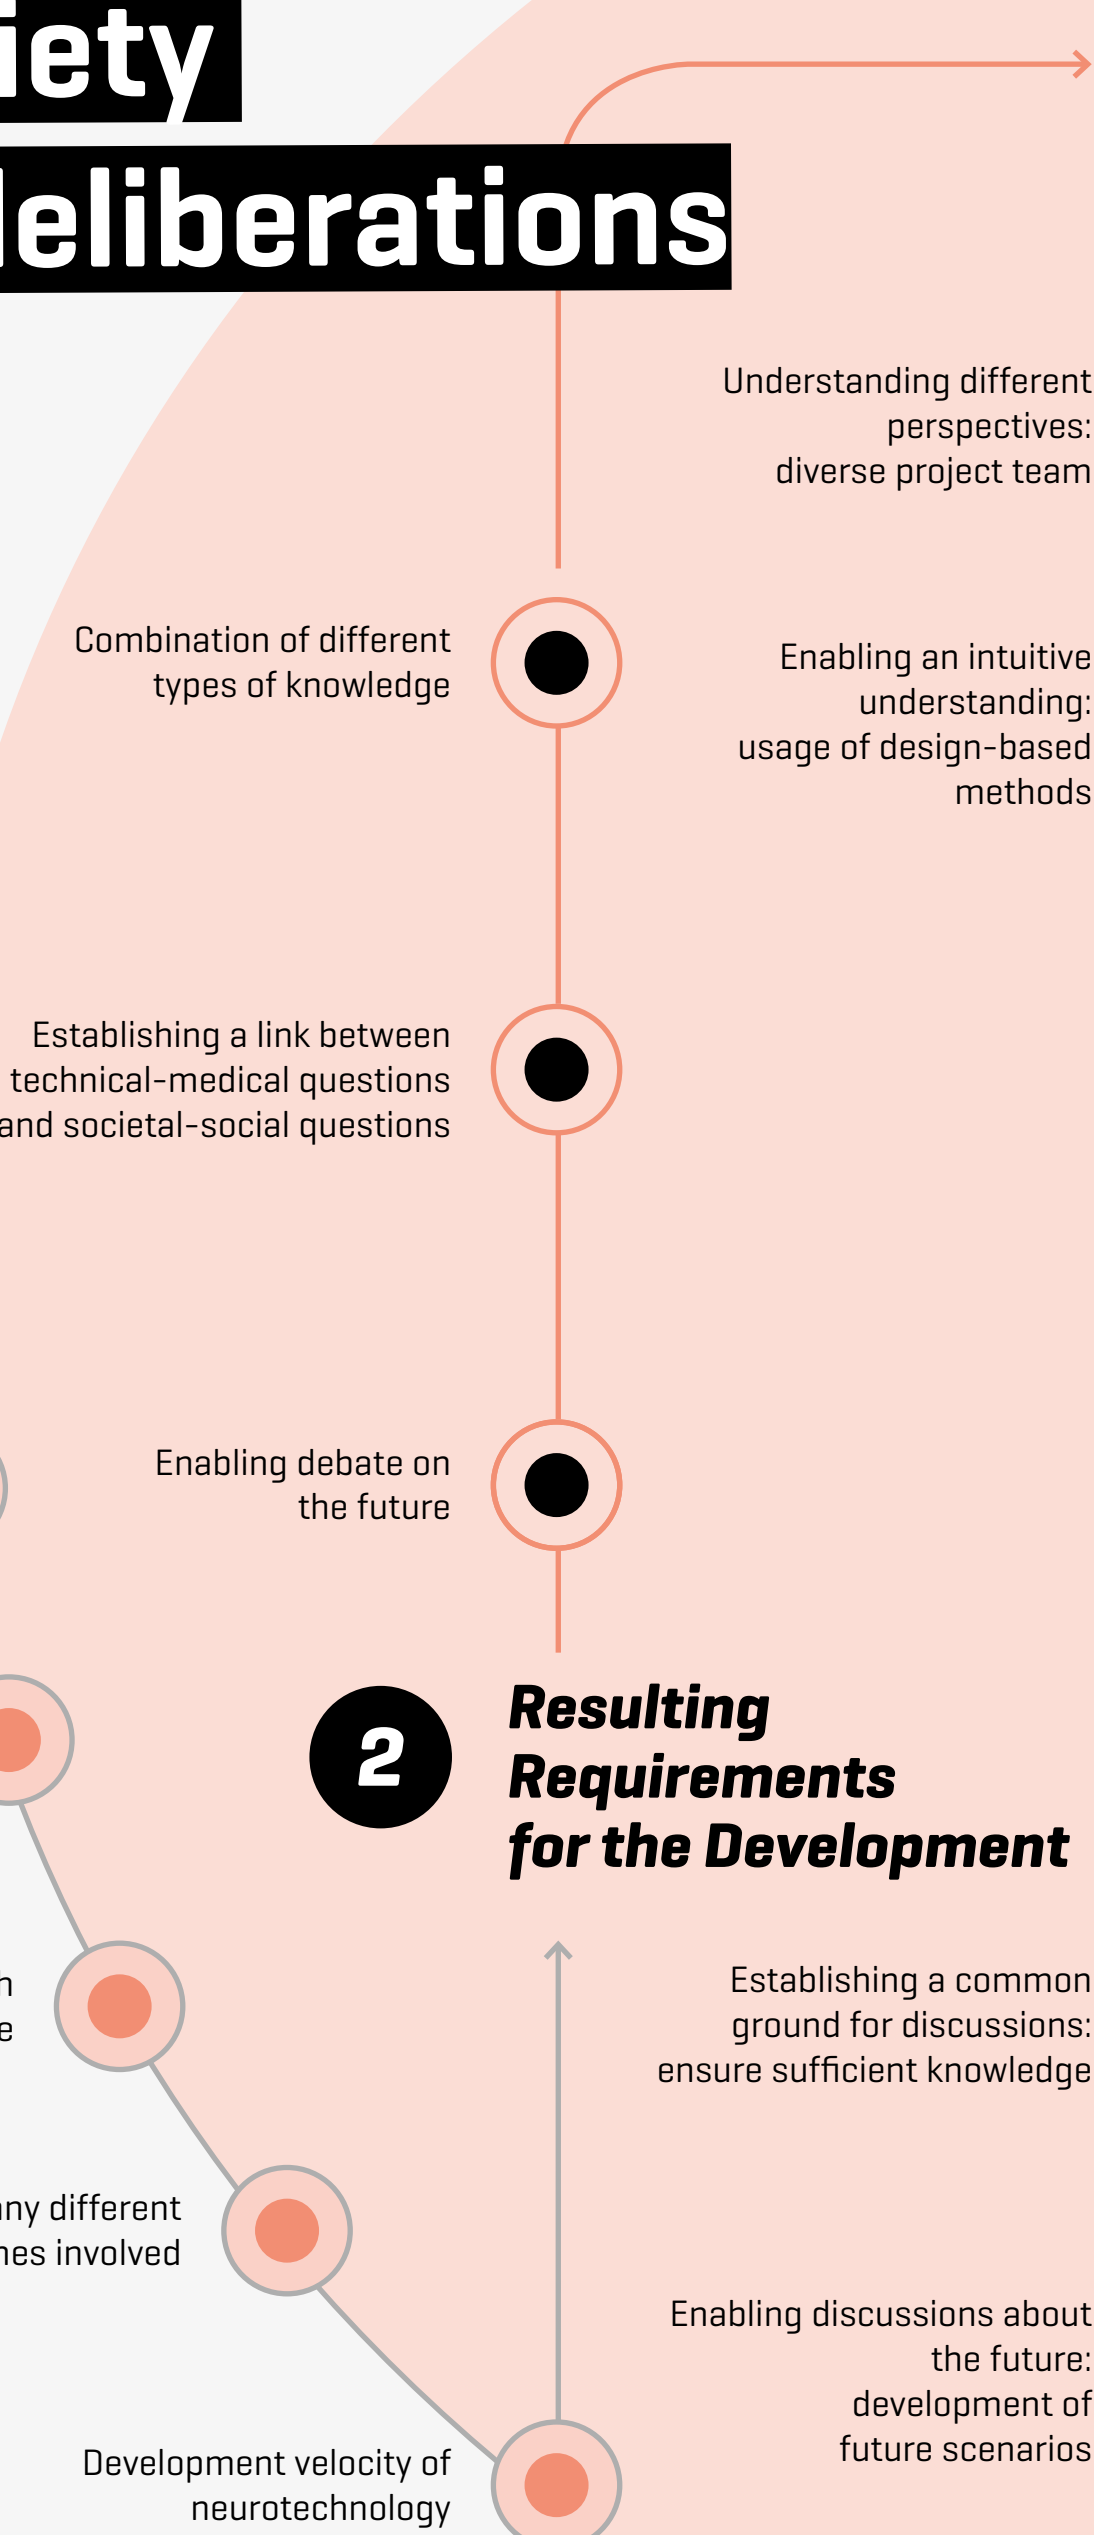 iety
deliberations
Understanding different
perspectives:
diverse project team
Combination of different
types of knowledge
Enabling an intuitive
understanding:
usage of design-based
methods
Establishing a link between
technical-medical questions
and societal-social questions
Enabling debate on
the future
2
Resulting
Requirements
for the Development
Establishing a common
ground for discussions:
ensure sufficient knowledge
different
involved
Enabling discussions about
the future:
development of
future scenarios
Development velocity of
neurotechnology